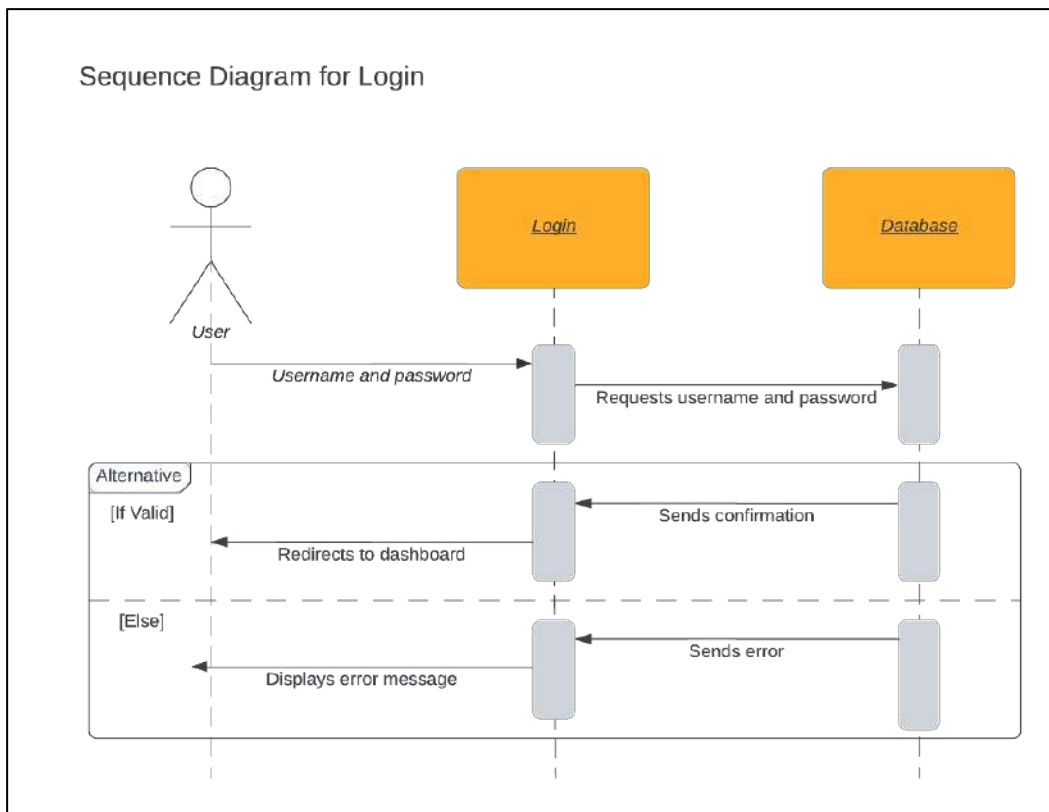 Sequence Diagram for Login
Login
Database
User
Username and password
Requests username and password
Alternative
[If Valid]
Sends confirmation
Redirects to dashboard
[Else]
Sends error
Displays error message